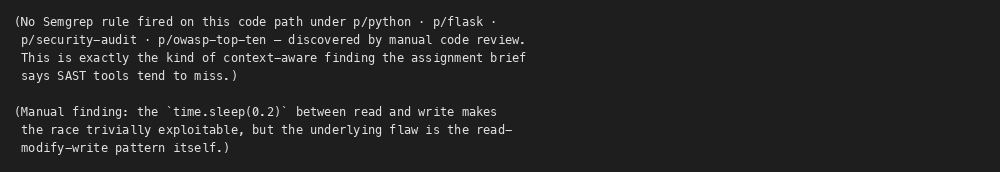 (No Semgrep rule fired on this code path under p/python · p/flask ·
p/security-audit · p/owasp-top-ten — discovered by manual code review.
This is exactly the kind of context-aware finding the assignment brief
says SAST tools tend to miss.)

(Manual finding: the `time.sleep(0.2)` between read and write makes
the race trivially exploitable, but the underlying flaw is the read-
modify-write pattern itself.)